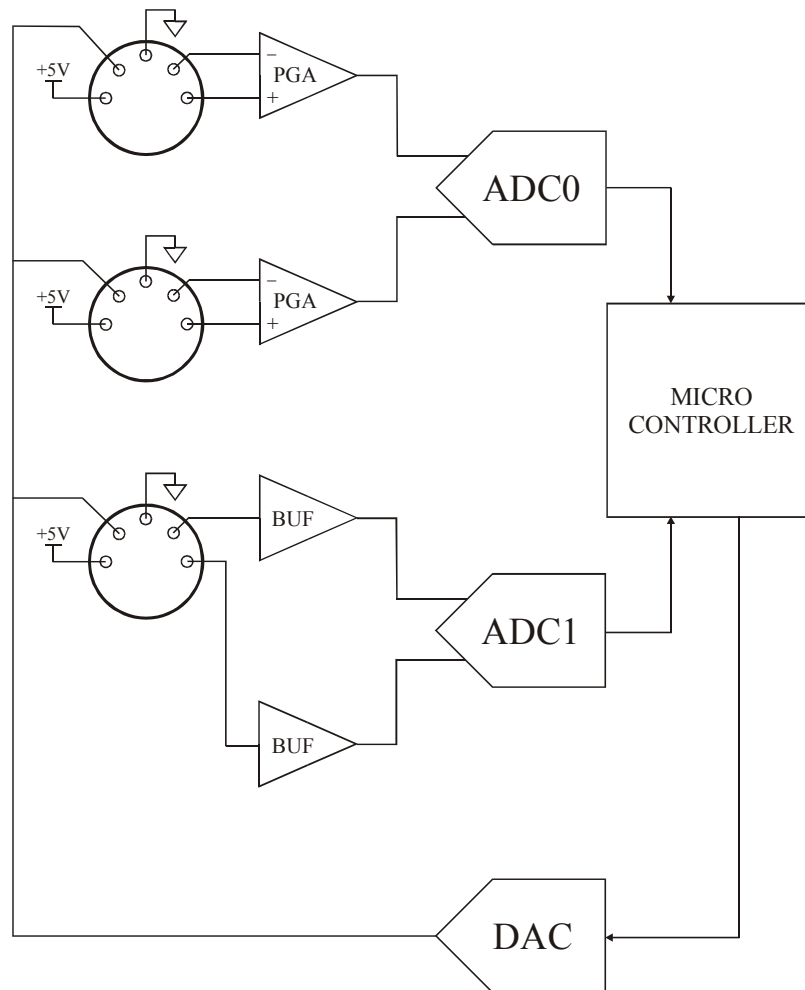 +5V
−
PGA
+
ADC0
+5V
−
PGA
+
MICRO
CONTROLLER
+5V
BUF
ADC1
BUF
DAC